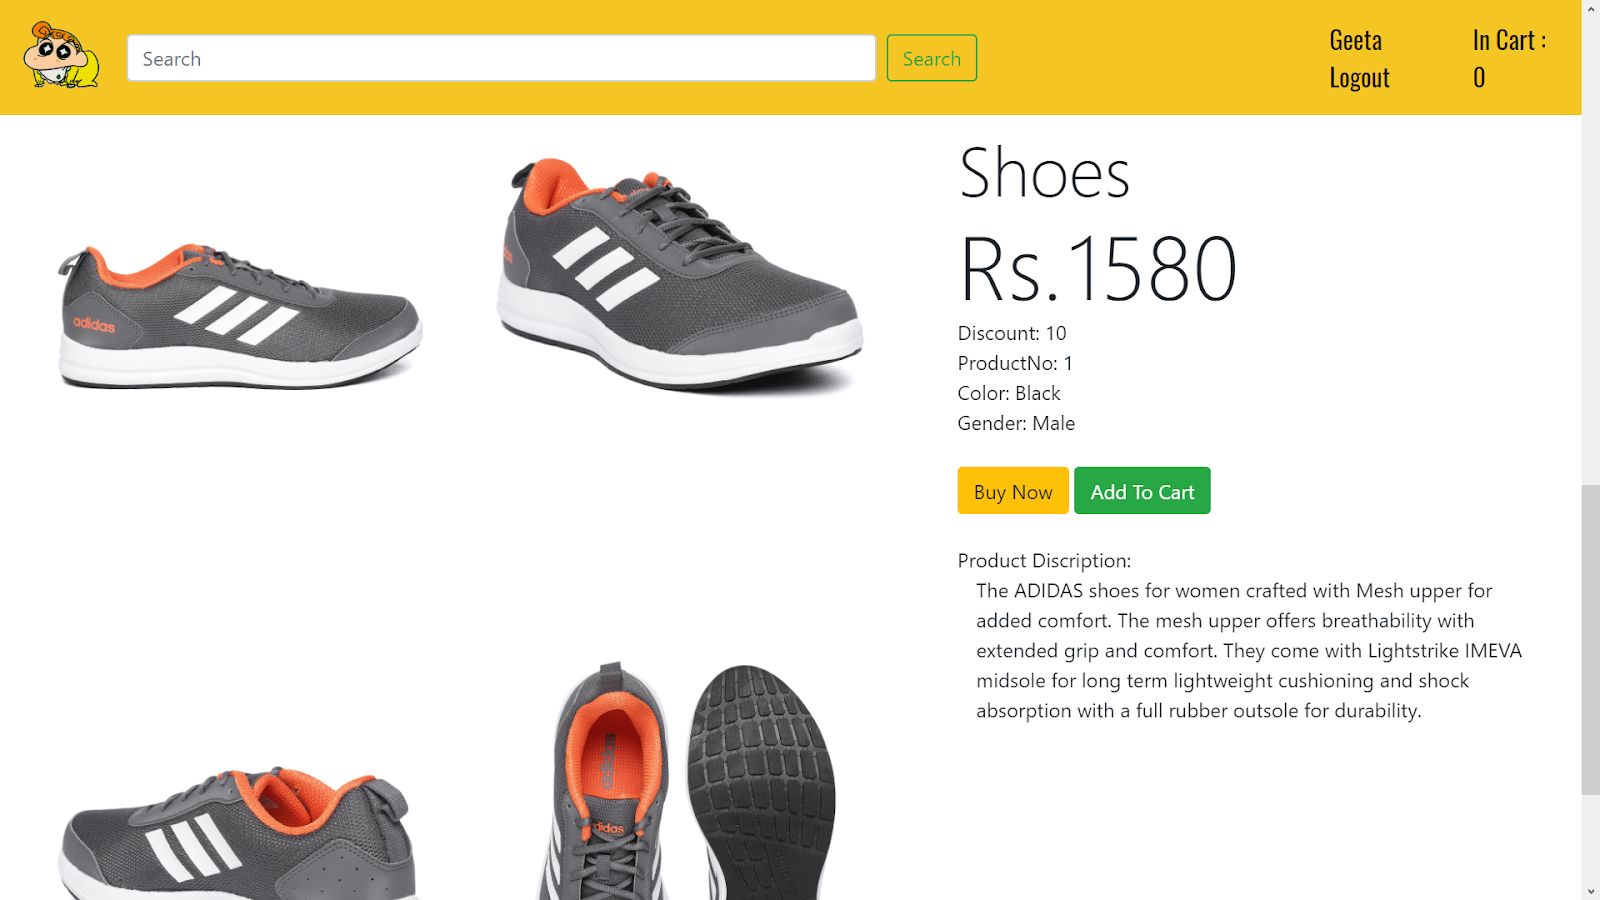 Search
Search
Geeta
Logout
In Cart :
0
Shoes
Rs.1580
Discount: 10
ProductNo: 1
Color: Black
Gender: Male
Buy Now
Add To Cart
Product Discription:
The ADIDAS shoes for women crafted with Mesh upper for
added comfort. The mesh upper offers breathability with
extended grip and comfort. They come with Lightstrike IMEVA
midsole for long term lightweight cushioning and shock
absorption with a full rubber outsole for durability.
adidas
adidas
adidas